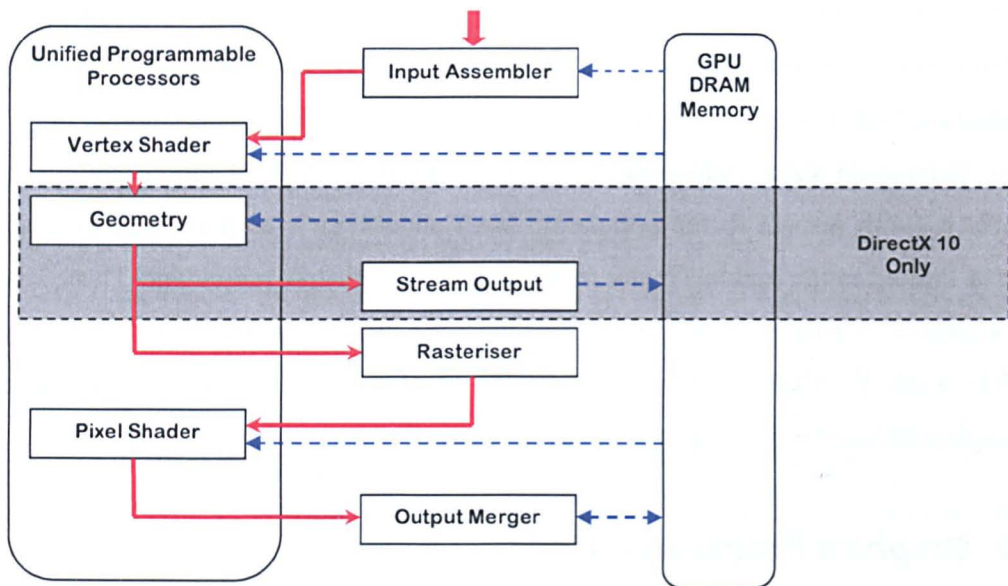 Unified Programmable
Processors
Input Assembler
GPU
DRAM
Memory
Vertex Shader
Geometry
DirectX 10
Only
Stream Output
Rasteriser
Pixel Shader
Output Merger